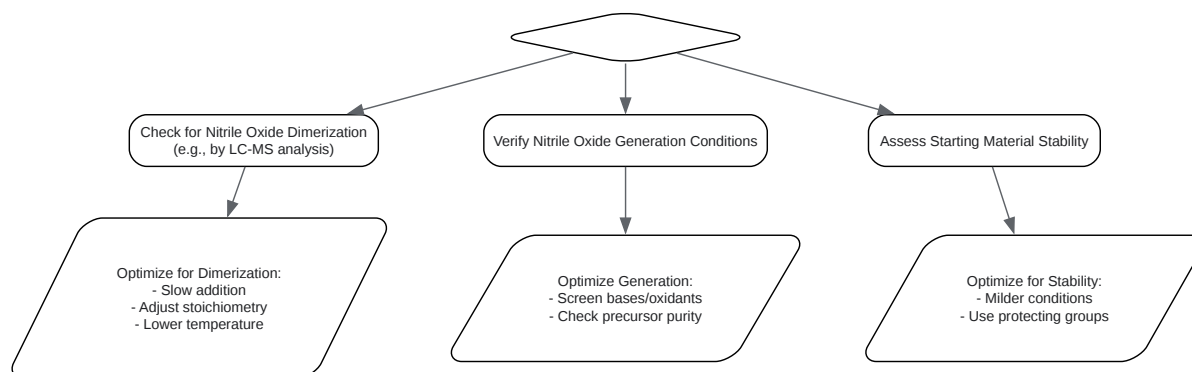 Check for Nitrile Oxide Dimerization
(e.g., by LC-MS analysis)
Verify Nitrile Oxide Generation Conditions
Assess Starting Material Stability
Optimize for Dimerization:
- Slow addition
- Adjust stoichiometry
- Lower temperature
Optimize Generation:
- Screen bases/oxidants
- Check precursor purity
Optimize for Stability:
- Milder conditions
- Use protecting groups